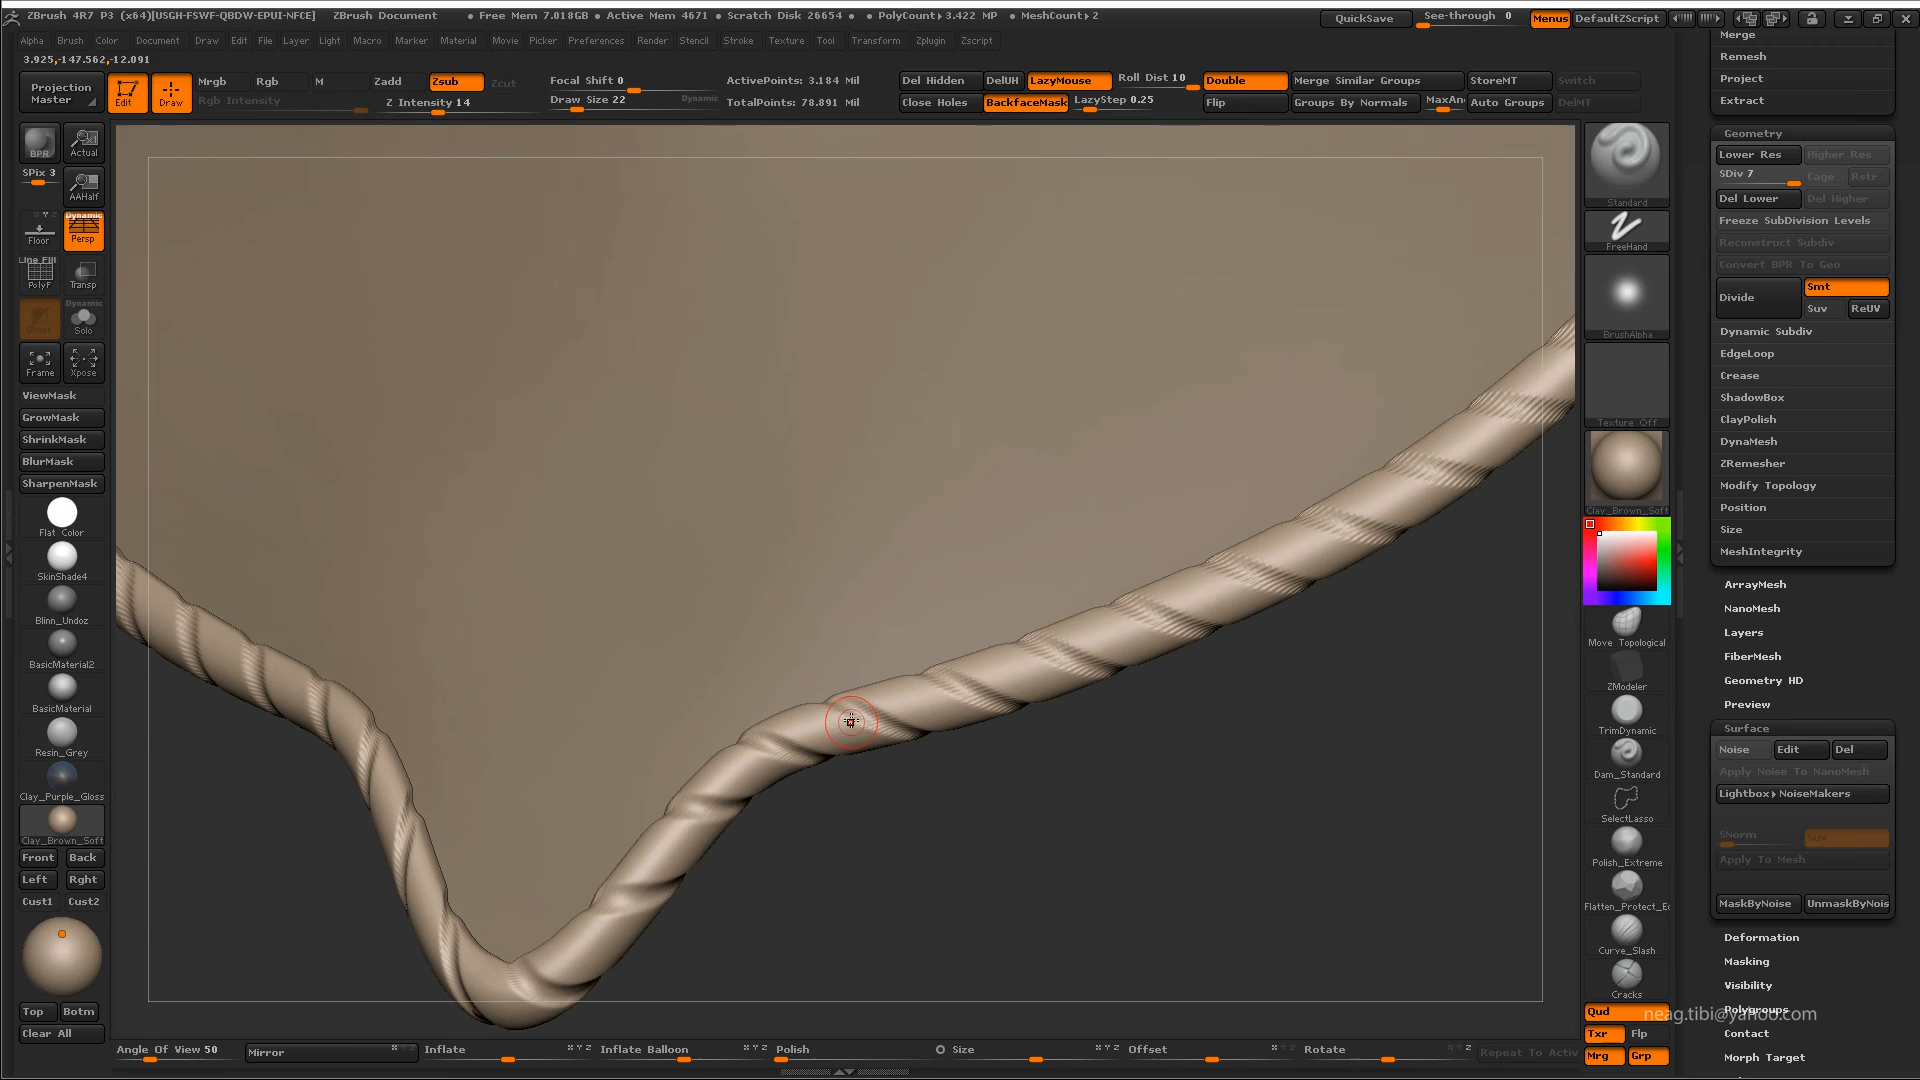 ZBrush 4R7 P3 (x64)[USGH-FSWF-QBDW-EPUI-NFCE] ZBrush Document • Free Mem 7.018GB • Active Mem 4671 • Scratch Disk 26654 • PolyCount▸3.422 MP • MeshCount▸2 QuickSave See-through 0 Menus DefaultZScript
Alpha Brush Color Document Draw Edit File Layer Light Macro Marker Material Movie Picker Preferences Render Stencil Stroke Texture Tool Transform Zplugin Zscript
3.925,-147.562,-12.091
Projection Master
Edit
Draw
Mrgb Rgb M Zadd Zsub Zcut
Rgb Intensity
Z Intensity 14
Focal Shift 0
Draw Size 22 Dynamic
ActivePoints: 3.184 Mil
TotalPoints: 78.891 Mil
Del Hidden DelUH LazyMouse Roll Dist 10 Double Merge Similar Groups StoreMT Switch
Close Holes BackfaceMask LazyStep 0.25 Flip Groups By Normals MaxAn Auto Groups DelMT
BPR
Actual
SPix 3
AAHalf
Floor
Dynamic
Persp
Line Fill
PolyF
Transp
Dynamic
Solo
Frame
Xpose
ViewMask
GrowMask
ShrinkMask
BlurMask
SharpenMask
Flat Color
SkinShade4
Blinn_Undoz
BasicMaterial2
BasicMaterial
Resin_Grey
Clay_Purple_Gloss
Clay_Brown_Soft
Front Back
Left Rght
Cust1 Cust2
Top Botm
Clear All
Angle Of View 50 Mirror Inflate Inflate Balloon Polish Size Offset Rotate Repeat To Activ
Standard
FreeHand
BrushAlpha
Texture Off
Clay_Brown_Soft
Move Topological
ZModeler
TrimDynamic
Dam_Standard
SelectLasso
Polish_Extreme
Flatten_Protect_Ed
Curve_Slash
Cracks
Qud
Txr Flp
Mrg Grp
Merge
Remesh
Project
Extract
Geometry
Lower Res Higher Res
SDiv 7 Cage Rstr
Del Lower Del Higher
Freeze SubDivision Levels
Reconstruct Subdiv
Convert BPR To Geo
Divide Smt
Suv ReUV
Dynamic Subdiv
EdgeLoop
Crease
ShadowBox
ClayPolish
DynaMesh
ZRemesher
Modify Topology
Position
Size
MeshIntegrity
ArrayMesh
NanoMesh
Layers
FiberMesh
Geometry HD
Preview
Surface
Noise Edit Del
Apply Noise To NanoMesh
Lightbox▸NoiseMakers
SNorm Suv
Apply To Mesh
MaskByNoise UnmaskByNois
Deformation
Masking
Visibility
Polygroups
neag.tibi@yahoo.com
Contact
Morph Target